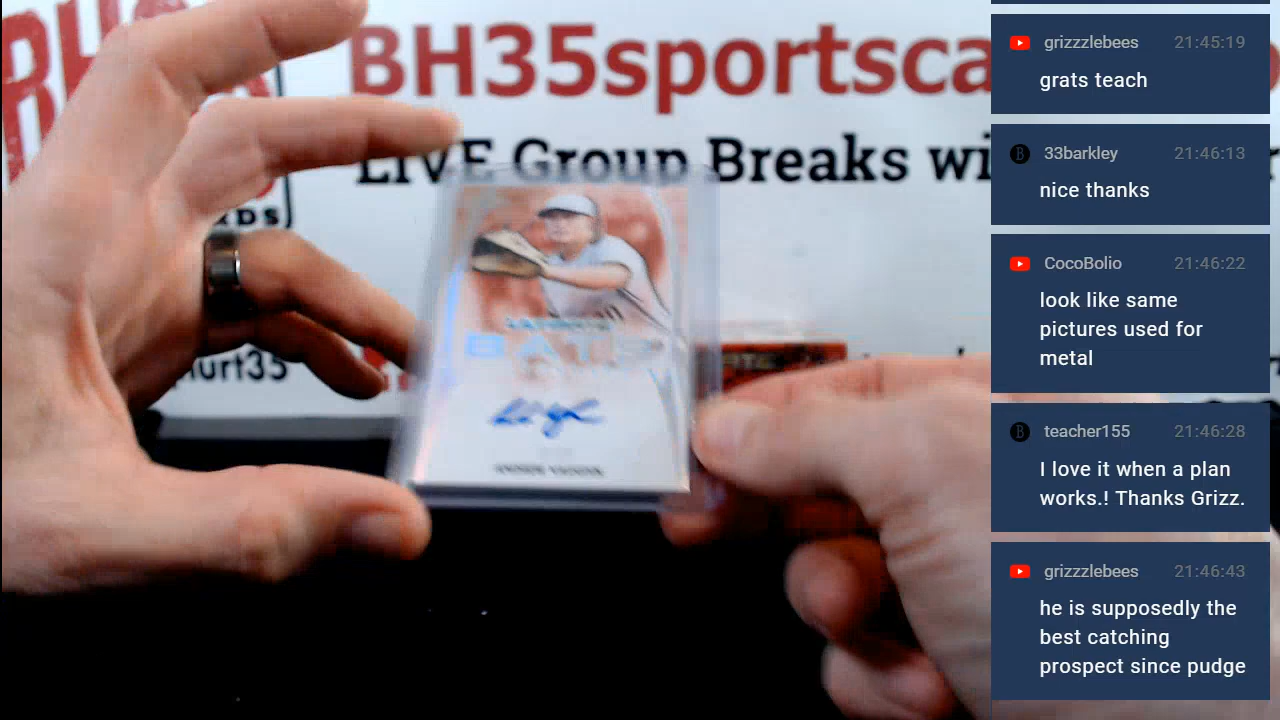 BH35sportsca
LIVE Group Breaks wi
hurt35
BATS
grizzzlebees 21:45:19
grats teach
33barkley 21:46:13
nice thanks
CocoBolio 21:46:22
look like same
pictures used for
metal
teacher155 21:46:28
I love it when a plan
works.! Thanks Grizz.
grizzzlebees 21:46:43
he is supposedly the
best catching
prospect since pudge